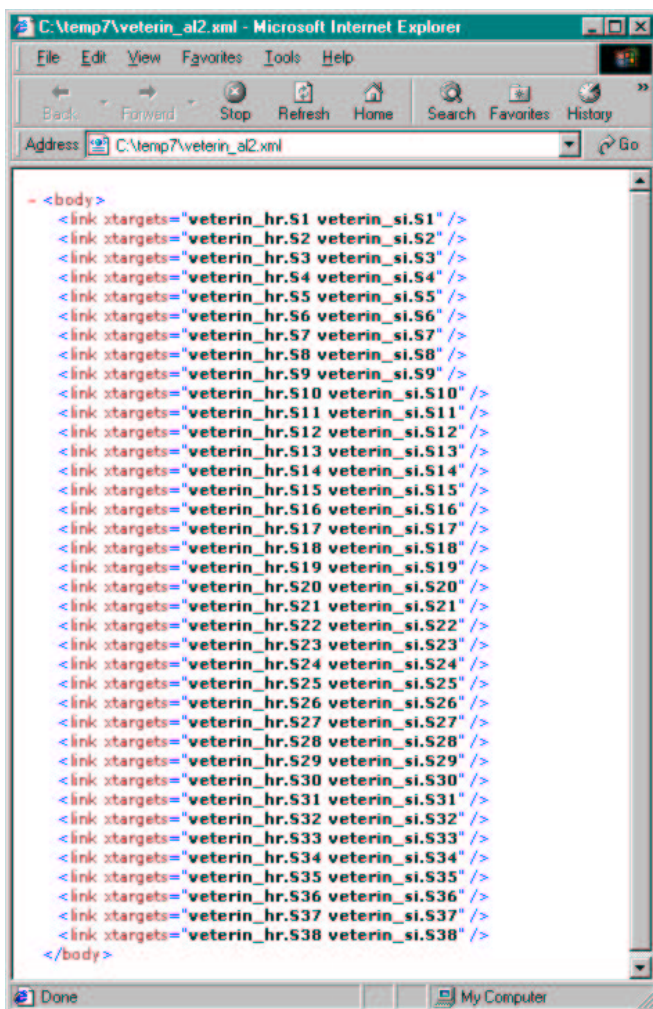 C:\temp7\veterin_al2.xml - Microsoft Internet Explorer
File Edit View Favorites Tools Help
Back Forward Stop Refresh Home Search Favorites History »
Address C:\temp7\veterin_al2.xml Go
- <body>
<link xtargets="veterin_hr.S1 veterin_si.S1" />
<link xtargets="veterin_hr.S2 veterin_si.S2" />
<link xtargets="veterin_hr.S3 veterin_si.S3" />
<link xtargets="veterin_hr.S4 veterin_si.S4" />
<link xtargets="veterin_hr.S5 veterin_si.S5" />
<link xtargets="veterin_hr.S6 veterin_si.S6" />
<link xtargets="veterin_hr.S7 veterin_si.S7" />
<link xtargets="veterin_hr.S8 veterin_si.S8" />
<link xtargets="veterin_hr.S9 veterin_si.S9" />
<link xtargets="veterin_hr.S10 veterin_si.S10" />
<link xtargets="veterin_hr.S11 veterin_si.S11" />
<link xtargets="veterin_hr.S12 veterin_si.S12" />
<link xtargets="veterin_hr.S13 veterin_si.S13" />
<link xtargets="veterin_hr.S14 veterin_si.S14" />
<link xtargets="veterin_hr.S15 veterin_si.S15" />
<link xtargets="veterin_hr.S16 veterin_si.S16" />
<link xtargets="veterin_hr.S17 veterin_si.S17" />
<link xtargets="veterin_hr.S18 veterin_si.S18" />
<link xtargets="veterin_hr.S19 veterin_si.S19" />
<link xtargets="veterin_hr.S20 veterin_si.S20" />
<link xtargets="veterin_hr.S21 veterin_si.S21" />
<link xtargets="veterin_hr.S22 veterin_si.S22" />
<link xtargets="veterin_hr.S23 veterin_si.S23" />
<link xtargets="veterin_hr.S24 veterin_si.S24" />
<link xtargets="veterin_hr.S25 veterin_si.S25" />
<link xtargets="veterin_hr.S26 veterin_si.S26" />
<link xtargets="veterin_hr.S27 veterin_si.S27" />
<link xtargets="veterin_hr.S28 veterin_si.S28" />
<link xtargets="veterin_hr.S29 veterin_si.S29" />
<link xtargets="veterin_hr.S30 veterin_si.S30" />
<link xtargets="veterin_hr.S31 veterin_si.S31" />
<link xtargets="veterin_hr.S32 veterin_si.S32" />
<link xtargets="veterin_hr.S33 veterin_si.S33" />
<link xtargets="veterin_hr.S34 veterin_si.S34" />
<link xtargets="veterin_hr.S35 veterin_si.S35" />
<link xtargets="veterin_hr.S36 veterin_si.S36" />
<link xtargets="veterin_hr.S37 veterin_si.S37" />
<link xtargets="veterin_hr.S38 veterin_si.S38" />
</body>
Done My Computer